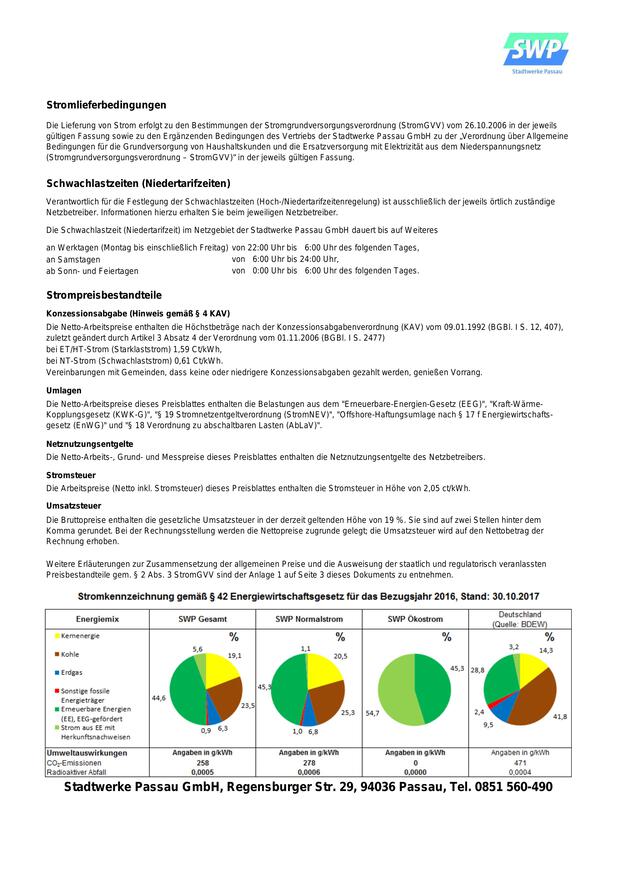 SWP
Stadtwerke Passau
Stromlieferbedingungen
Die Lieferung von Strom erfolgt zu den Bestimmungen der Stromgrundversorgungsverordnung (StromGVV) vom 26.10.2006 in der jeweils
gültigen Fassung sowie zu den Ergänzenden Bedingungen des Vertriebs der Stadtwerke Passau GmbH zu der „Verordnung über Allgemeine
Bedingungen für die Grundversorgung von Haushaltskunden und die Ersatzversorgung mit Elektrizität aus dem Niederspannungsnetz
(Stromgrundversorgungsverordnung – StromGVV)" in der jeweils gültigen Fassung.
Schwachlastzeiten (Niedertarifzeiten)
Verantwortlich für die Festlegung der Schwachlastzeiten (Hoch-/Niedertarifzeitenregelung) ist ausschließlich der jeweils örtlich zuständige
Netzbetreiber. Informationen hierzu erhalten Sie beim jeweiligen Netzbetreiber.
Die Schwachlastzeit (Niedertarifzeit) im Netzgebiet der Stadtwerke Passau GmbH dauert bis auf Weiteres
an Werktagen (Montag bis einschließlich Freitag) von 22:00 Uhr bis 6:00 Uhr des folgenden Tages,
an Samstagen von 6:00 Uhr bis 24:00 Uhr,
ab Sonn- und Feiertagen von 0:00 Uhr bis 6:00 Uhr des folgenden Tages.
Strompreisbestandteile
Konzessionsabgabe (Hinweis gemäß § 4 KAV)
Die Netto-Arbeitspreise enthalten die Höchstbeträge nach der Konzessionsabgabenverordnung (KAV) vom 09.01.1992 (BGBl. I S. 12, 407),
zuletzt geändert durch Artikel 3 Absatz 4 der Verordnung vom 01.11.2006 (BGBl. I S. 2477)
bei ET/HT-Strom (Starklaststrom) 1,59 Ct/kWh,
bei NT-Strom (Schwachlaststrom) 0,61 Ct/kWh.
Vereinbarungen mit Gemeinden, dass keine oder niedrigere Konzessionsabgaben gezahlt werden, genießen Vorrang.
Umlagen
Die Netto-Arbeitspreise dieses Preisblattes enthalten die Belastungen aus dem "Erneuerbare-Energien-Gesetz (EEG)", "Kraft-Wärme-
Kopplungsgesetz (KWK-G)", "§ 19 Stromnetzentgeltverordnung (StromNEV)", "Offshore-Haftungsumlage nach § 17 f Energiewirtschafts-
gesetz (EnWG)" und "§ 18 Verordnung zu abschaltbaren Lasten (AbLaV)".
Netznutzungsentgelte
Die Netto-Arbeits-, Grund- und Messpreise dieses Preisblattes enthalten die Netznutzungsentgelte des Netzbetreibers.
Stromsteuer
Die Arbeitspreise (Netto inkl. Stromsteuer) dieses Preisblattes enthalten die Stromsteuer in Höhe von 2,05 ct/kWh.
Umsatzsteuer
Die Bruttopreise enthalten die gesetzliche Umsatzsteuer in der derzeit geltenden Höhe von 19 %. Sie sind auf zwei Stellen hinter dem
Komma gerundet. Bei der Rechnungsstellung werden die Nettopreise zugrunde gelegt; die Umsatzsteuer wird auf den Nettobetrag der
Rechnung erhoben.
Weitere Erläuterungen zur Zusammensetzung der allgemeinen Preise und die Ausweisung der staatlich und regulatorisch veranlassten
Preisbestandteile gem. § 2 Abs. 3 StromGVV sind der Anlage 1 auf Seite 3 dieses Dokuments zu entnehmen.
Stromkennzeichnung gemäß § 42 Energiewirtschaftsgesetz für das Bezugsjahr 2016, Stand: 30.10.2017
Energiemix SWP Gesamt SWP Normalstrom SWP Ökostrom Deutschland
(Quelle: BDEW)
Kernenergie
Kohle
Erdgas
Sonstige fossile
Energieträger
Erneuerbare Energien
(EE), EEG-gefördert
Strom aus EE mit
Herkunftsnachweisen
%
5,6
19,1
44,6
23,5
0,9
6,3
%
1,1
20,5
45,3
25,3
1,0
6,8
%
45,3
54,7
%
3,2
14,3
28,8
2,4
9,5
41,8
Umweltauswirkungen Angaben in g/kWh Angaben in g/kWh Angaben in g/kWh Angaben in g/kWh
CO₂-Emissionen 258 278 0 471
Radioaktiver Abfall 0,0005 0,0006 0,0000 0,0004
Stadtwerke Passau GmbH, Regensburger Str. 29, 94036 Passau, Tel. 0851 560-490